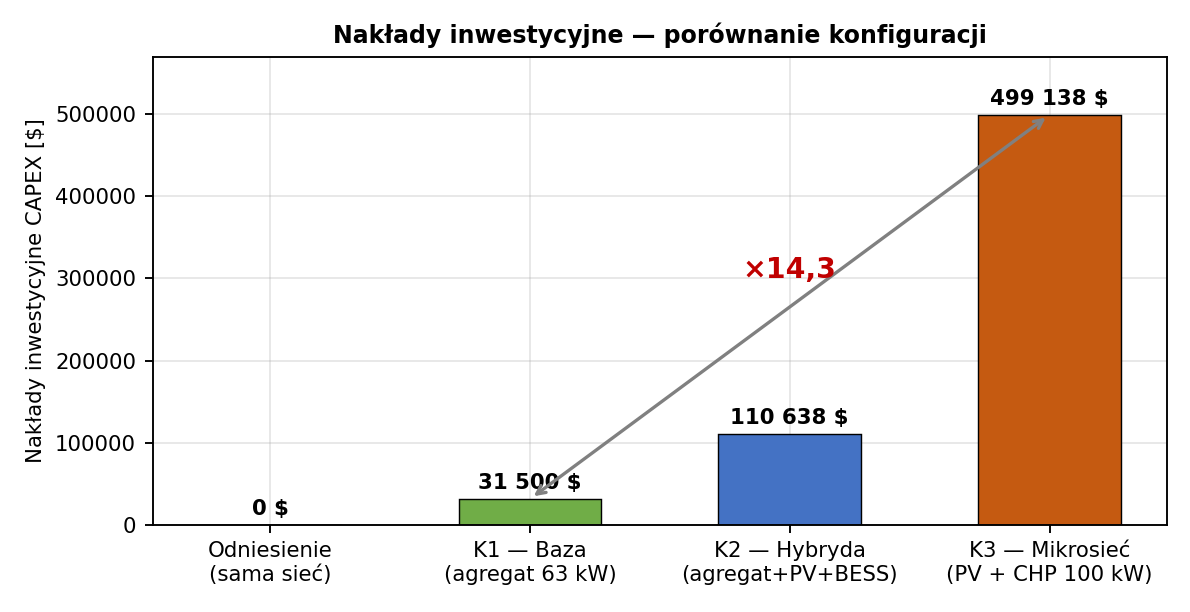 Nakłady inwestycyjne — porównanie konfiguracji
Nakłady inwestycyjne CAPEX [$]
500000
400000
300000
200000
100000
0
0 $
31 500 $
110 638 $
499 138 $
×14,3
Odniesienie
(sama sieć)
K1 — Baza
(agregat 63 kW)
K2 — Hybryda
(agregat+PV+BESS)
K3 — Mikrosieć
(PV + CHP 100 kW)